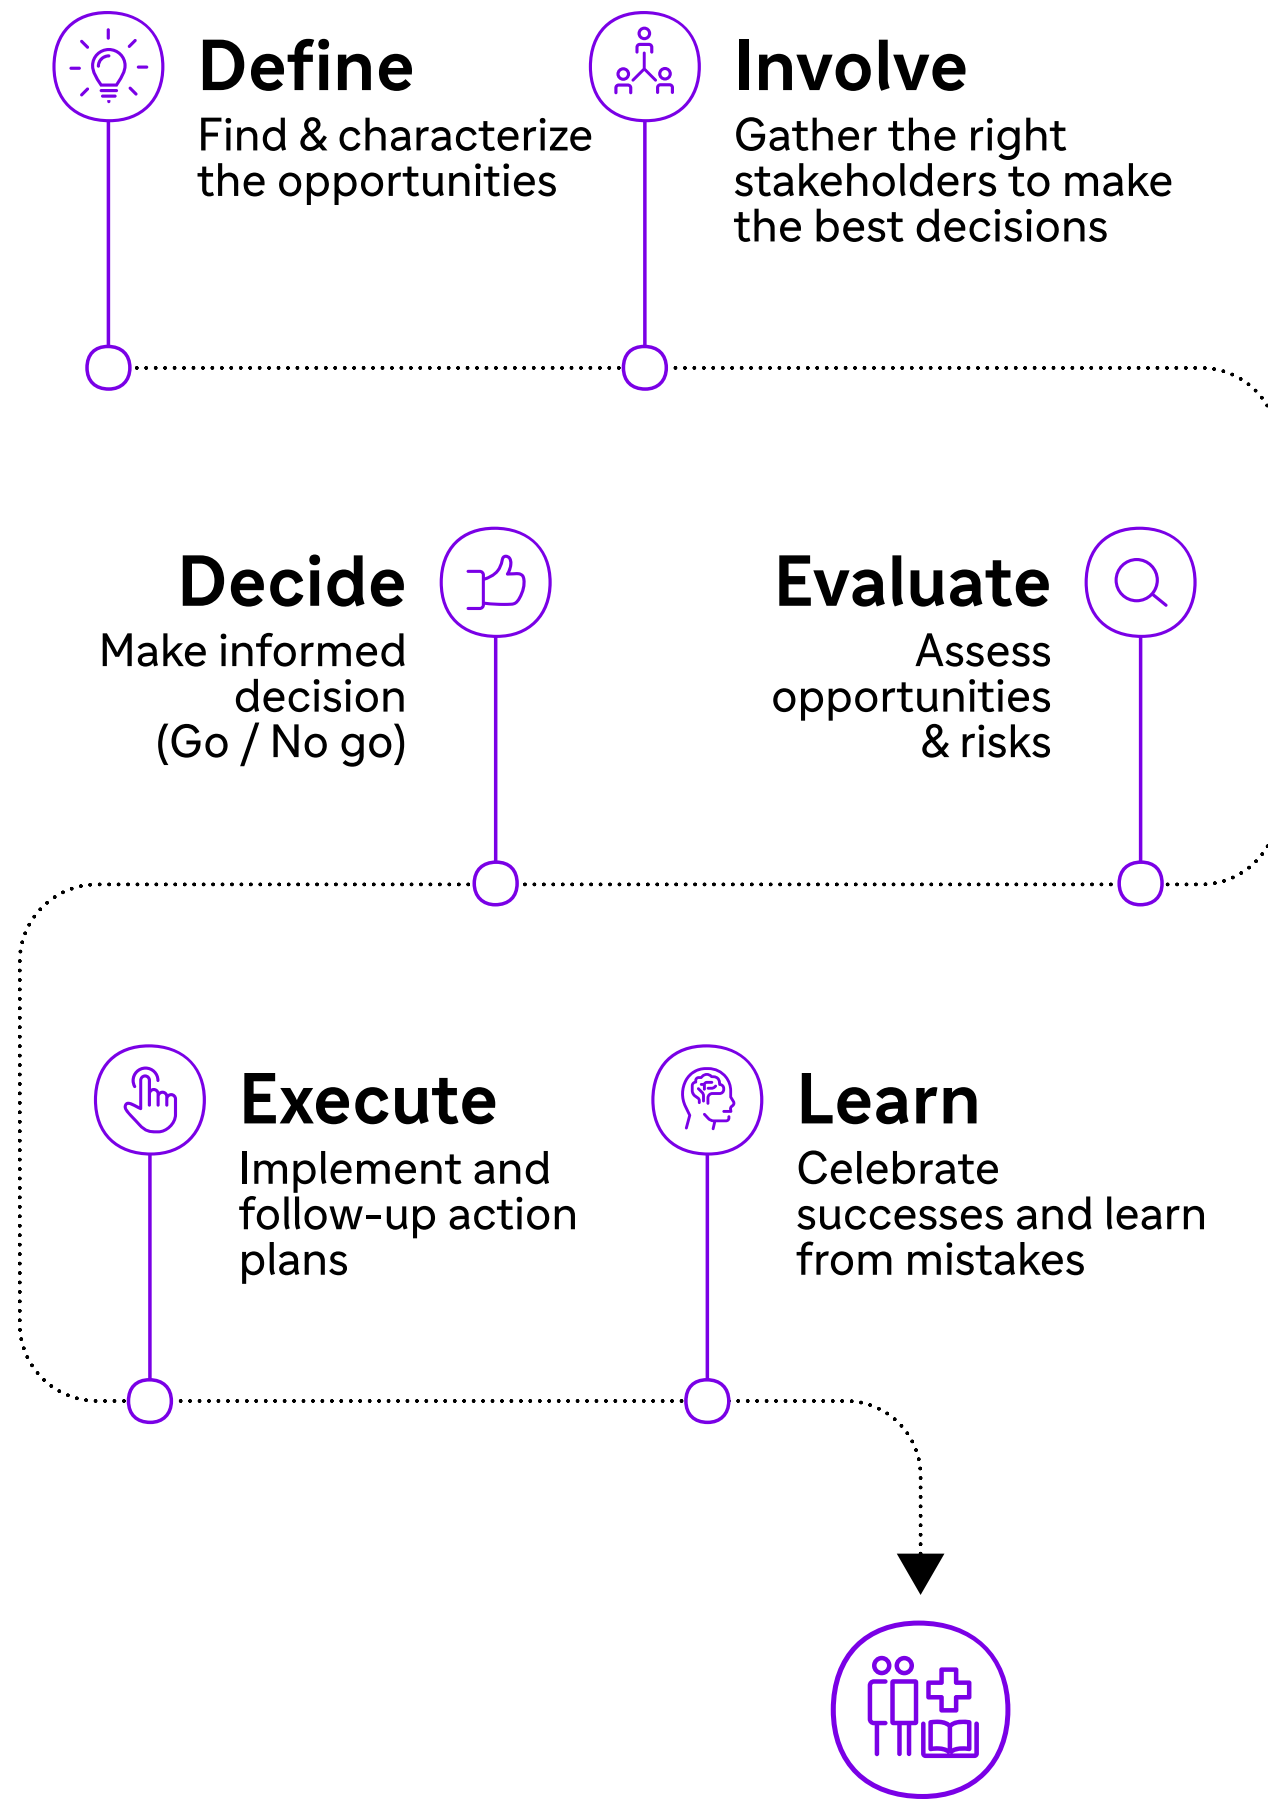 Define
Find & characterize
the opportunities
Involve
Gather the right
stakeholders to make
the best decisions
Evaluate
Assess
opportunities
& risks
Decide
Make informed
decision
(Go / No go)
Execute
Implement and
follow-up action
plans
Learn
Celebrate
successes and learn
from mistakes